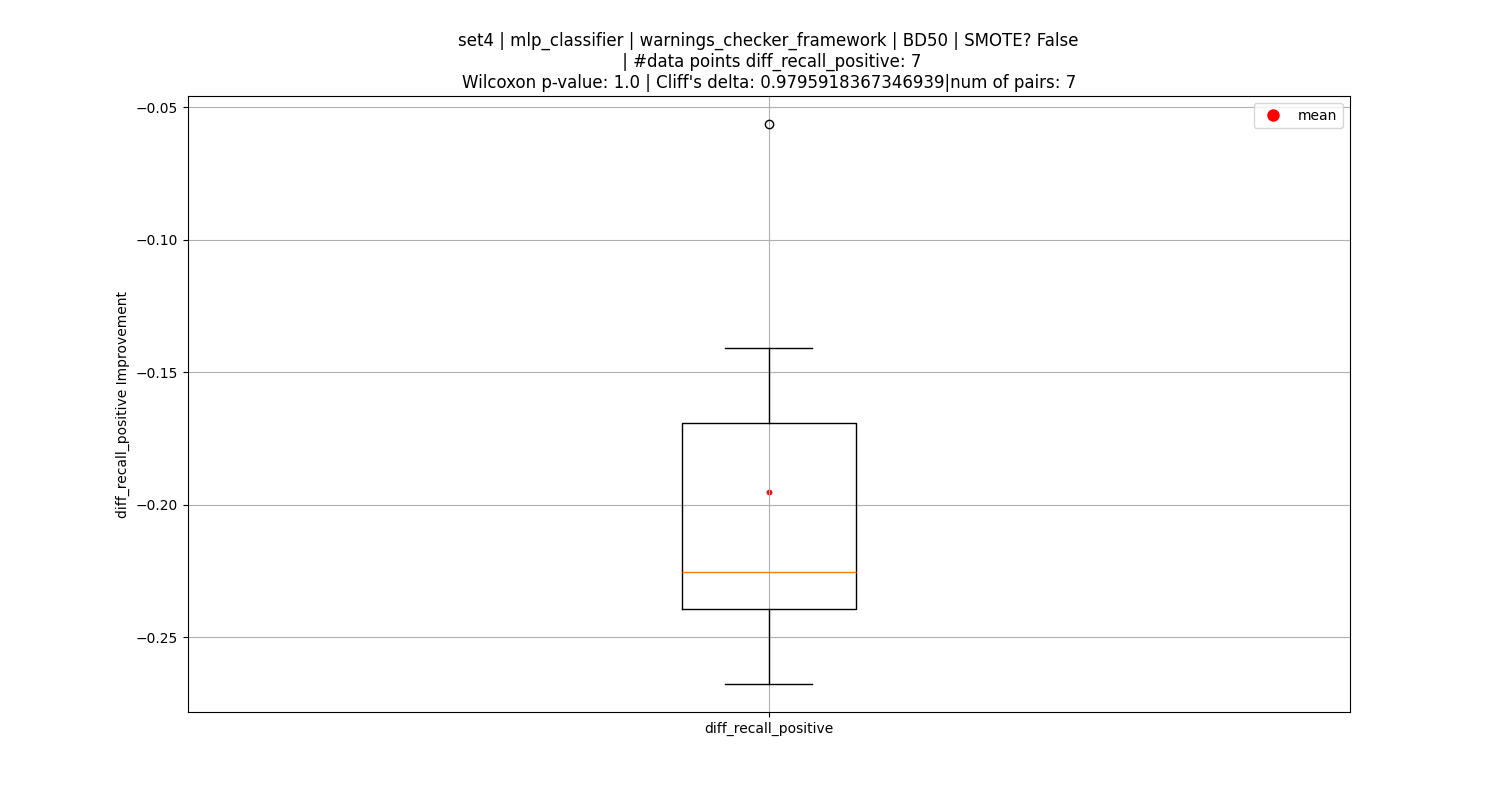 set4 | mlp_classifier | warnings_checker_framework | BD50 | SMOTE? False
| #data points diff_recall_positive: 7
Wilcoxon p-value: 1.0 | Cliff's delta: 0.9795918367346939|num of pairs: 7
mean
−0.05
−0.10
−0.15
−0.20
−0.25
diff_recall_positive Improvement
diff_recall_positive